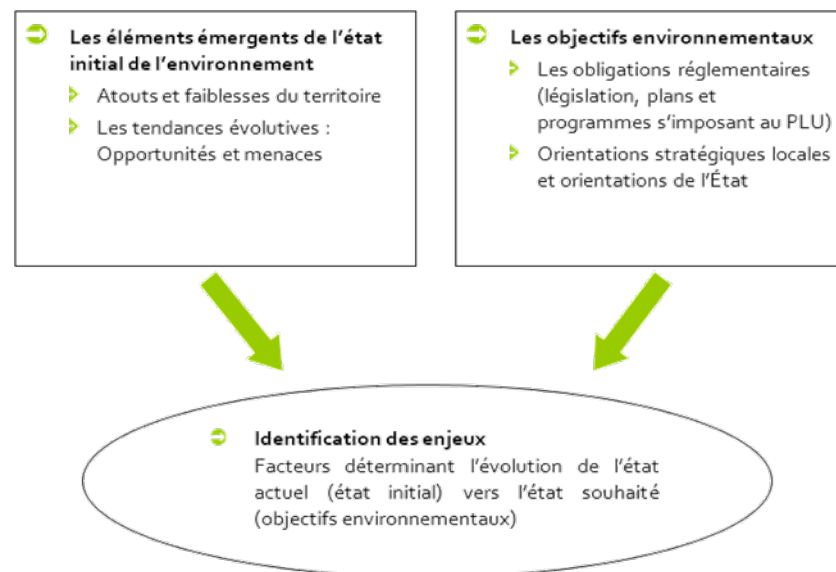 Les éléments émergents de l'état
initial de l'environnement
Atouts et faiblesses du territoire
Les tendances évolutives :
Opportunités et menaces
Les objectifs environnementaux
Les obligations réglementaires
(législation, plans et
programmes s'imposant au PLU)
Orientations stratégiques locales
et orientations de l'État
Identification des enjeux
Facteurs déterminant l'évolution de l'état
actuel (état initial) vers l'état souhaité
(objectifs environnementaux)